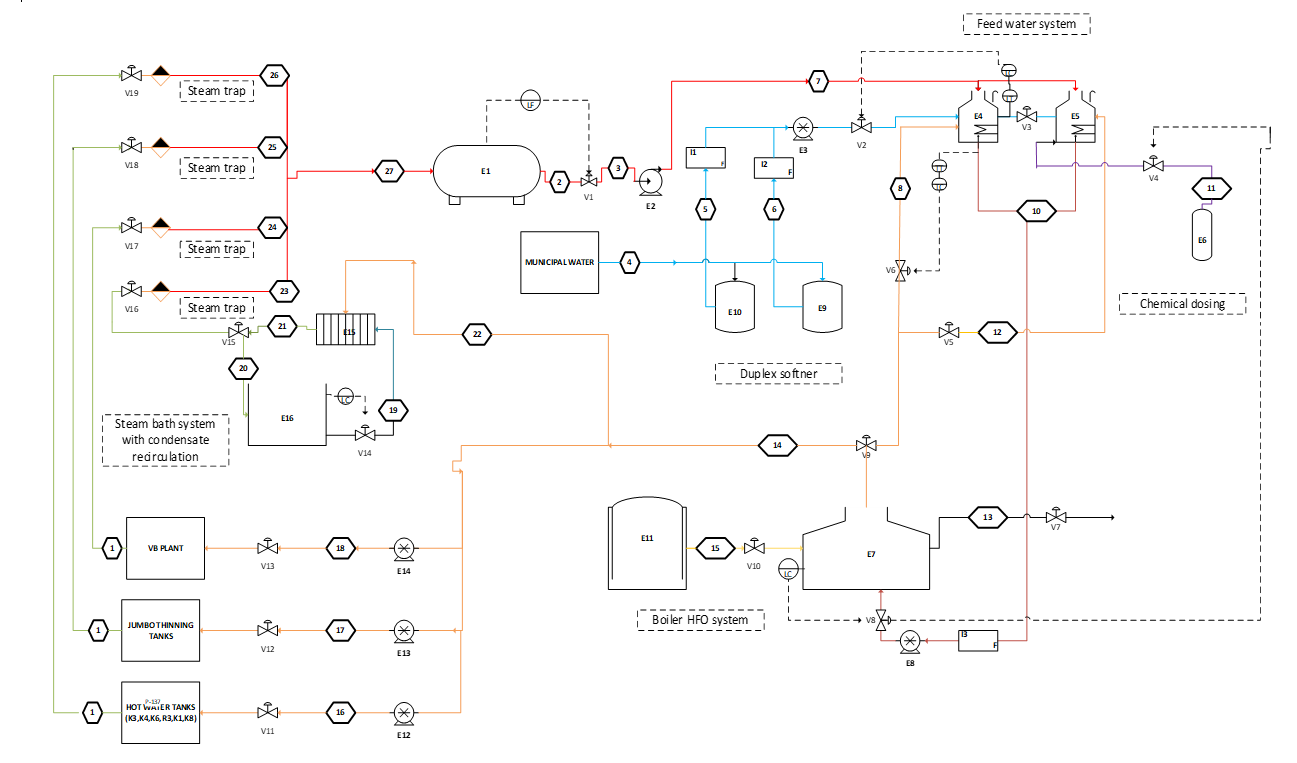 Feed water system
26
V19
Steam trap
7
LF
E4
E5
V3
E3
V2
25
V18
Steam trap
I1
F
I2
F
27
E1
2
V1
3
E2
V4
11
8
5
6
10
24
V17
Steam trap
E6
MUNICIPAL WATER
4
V6
23
V16
Steam trap
Chemical dosing
E10
E9
21
V15
E15
22
V5
12
20
Duplex softner
LC
19
E16
V14
Steam bath system
with condensate
recirculation
14
V9
13
V7
E11
VB PLANT
1
18
V13
E14
15
V10
E7
LC
Boiler HFO system
V8
JUMBO THINNING
TANKS
1
17
V12
E13
I3
F
E8
P-137
HOT WATER TANKS
(K3,K4,K6, R3,K1,K8)
1
16
V11
E12